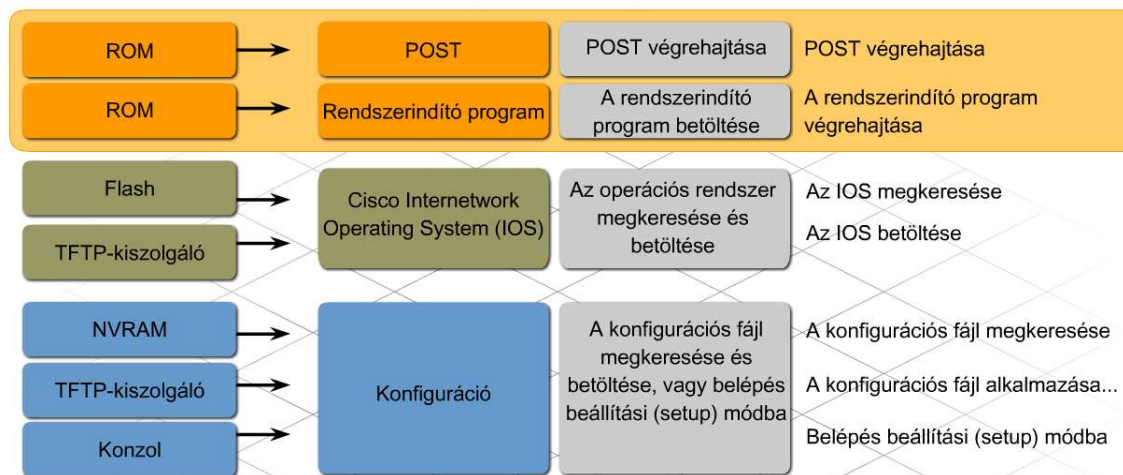 ROM
POST
POST végrehajtása
POST végrehajtása
ROM
Rendszerindító program
A rendszerindító
program betöltése
A rendszerindító program
végrehajtása
Flash
TFTP-kiszolgáló
Cisco Internetwork
Operating System (IOS)
Az operációs rendszer
megkeresése és
betöltése
Az IOS megkeresése
Az IOS betöltése
NVRAM
TFTP-kiszolgáló
Konzol
Konfiguráció
A konfigurációs fájl
megkeresése és
betöltése, vagy belépés
beállítási (setup) módba
A konfigurációs fájl megkeresése
A konfigurációs fájl alkalmazása...
Belépés beállítási (setup) módba